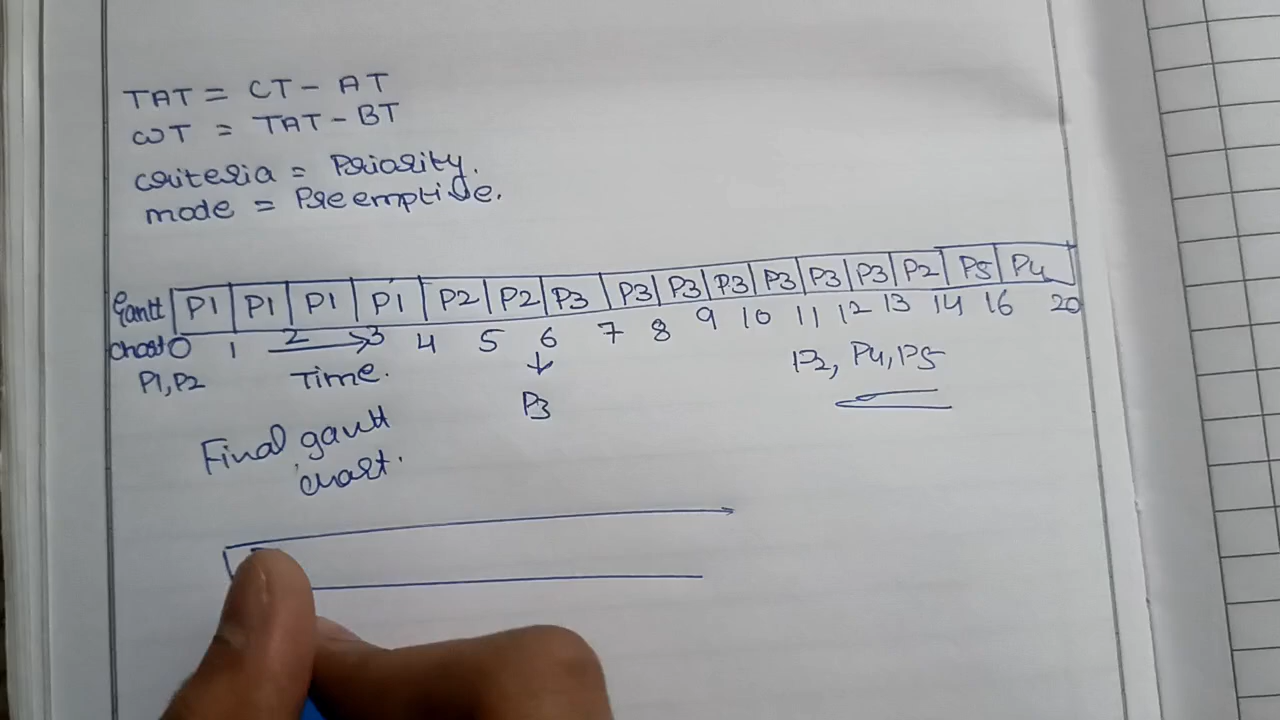 TAT = CT - AT
WT = TAT - BT
criteria = Priority.
mode = Preemptive.
Gantt P1 P1 P1 P1 P2 P2 P3 P3 P3 P3 P3 P3 P3 P2 P5 P4
chart 0 1 2 3 4 5 6 7 8 9 10 11 12 13 14 16 20
P1, P2 Time. P3 P2, P4, P5
Final gantt
chart.